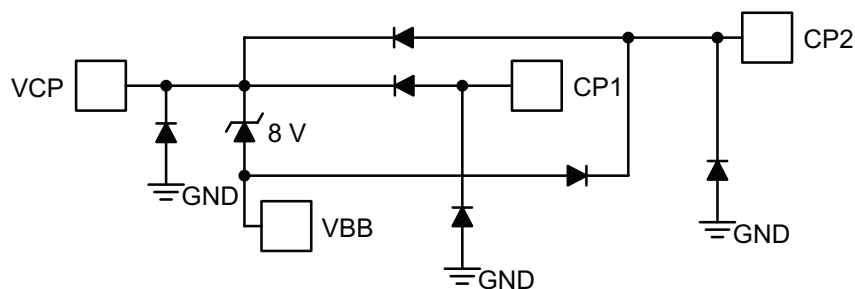 CP2
VCP
CP1
8 V
GND
VBB
GND
GND